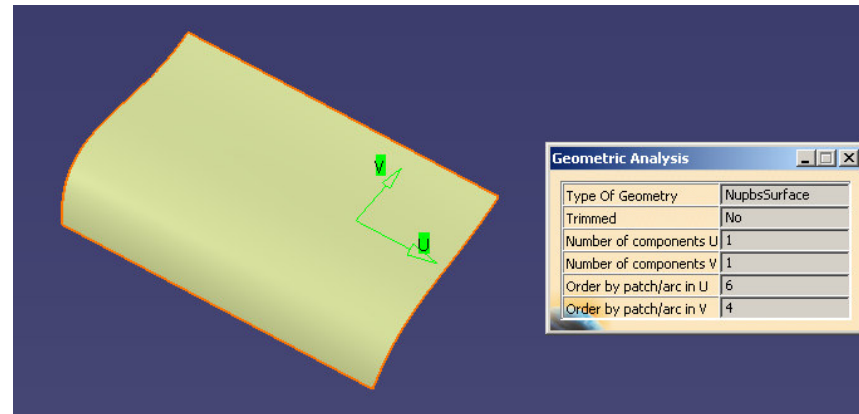 V
U
Geometric Analysis
Type Of Geometry NupbsSurface
Trimmed No
Number of components U 1
Number of components V 1
Order by patch/arc in U 6
Order by patch/arc in V 4